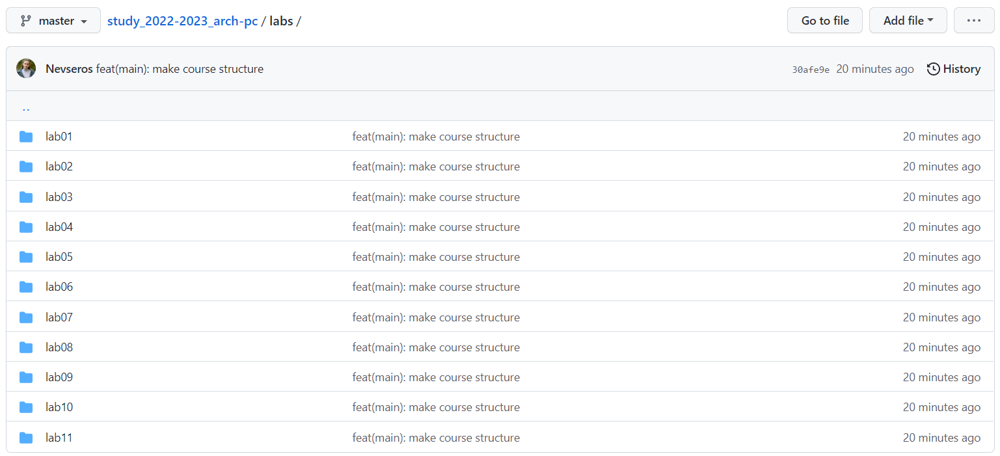 master study_2022-2023_arch-pc / labs / Go to file Add file ...
Nevseros feat(main): make course structure 30afe9e 20 minutes ago History
..
lab01 feat(main): make course structure 20 minutes ago
lab02 feat(main): make course structure 20 minutes ago
lab03 feat(main): make course structure 20 minutes ago
lab04 feat(main): make course structure 20 minutes ago
lab05 feat(main): make course structure 20 minutes ago
lab06 feat(main): make course structure 20 minutes ago
lab07 feat(main): make course structure 20 minutes ago
lab08 feat(main): make course structure 20 minutes ago
lab09 feat(main): make course structure 20 minutes ago
lab10 feat(main): make course structure 20 minutes ago
lab11 feat(main): make course structure 20 minutes ago